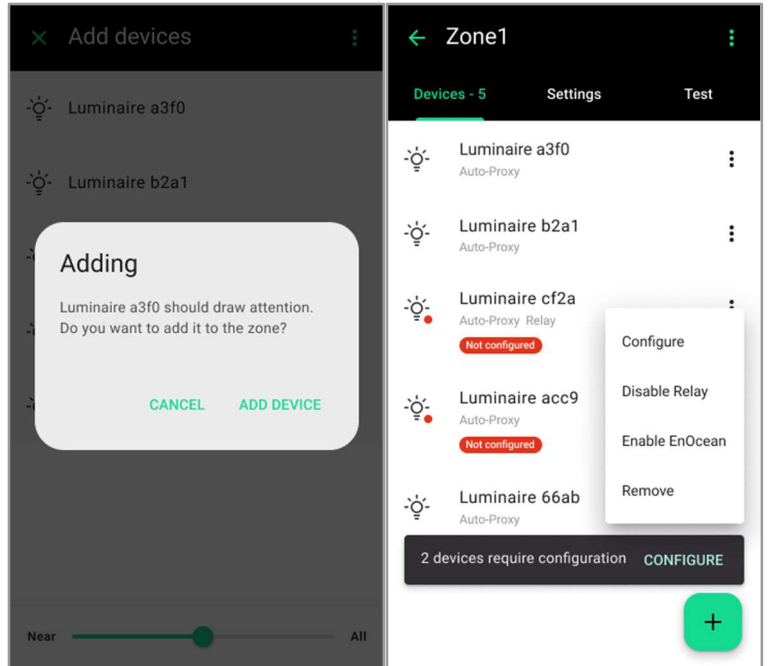 Add devices
Luminaire a3f0
Luminaire b2a1
Adding
Luminaire a3f0 should draw attention.
Do you want to add it to the zone?
CANCEL ADD DEVICE
Near All
Zone1
Devices - 5 Settings Test
Luminaire a3f0
Auto-Proxy
Luminaire b2a1
Auto-Proxy
Luminaire cf2a
Auto-Proxy Relay
Not configured
Luminaire acc9
Auto-Proxy
Not configured
Luminaire 66ab
Auto-Proxy
Configure
Disable Relay
Enable EnOcean
Remove
2 devices require configuration CONFIGURE